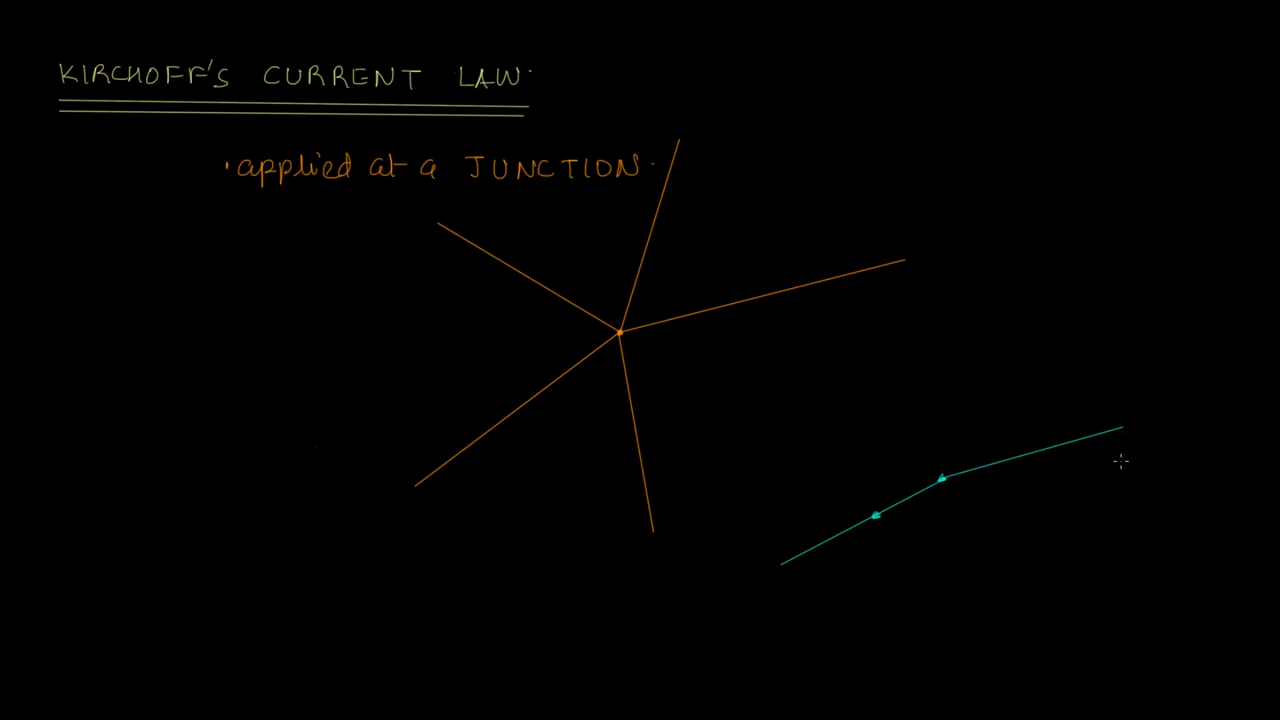 KIRCHOFF'S CURRENT LAW.
· applied at a JUNCTION.